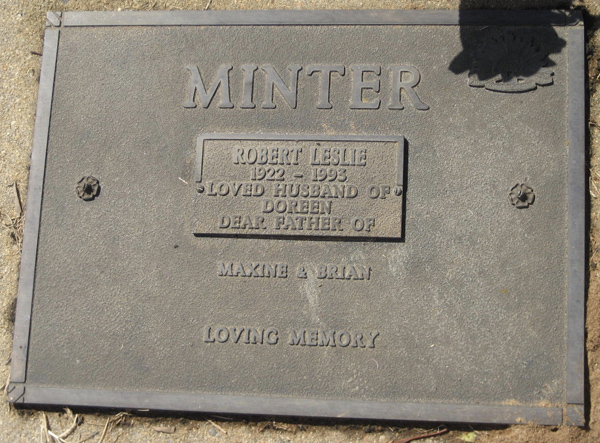 MINTER
ROBERT LESLIE
1922 - 1993
LOVED HUSBAND OF
DOREEN
DEAR FATHER OF
MAXINE & BRIAN
LOVING MEMORY